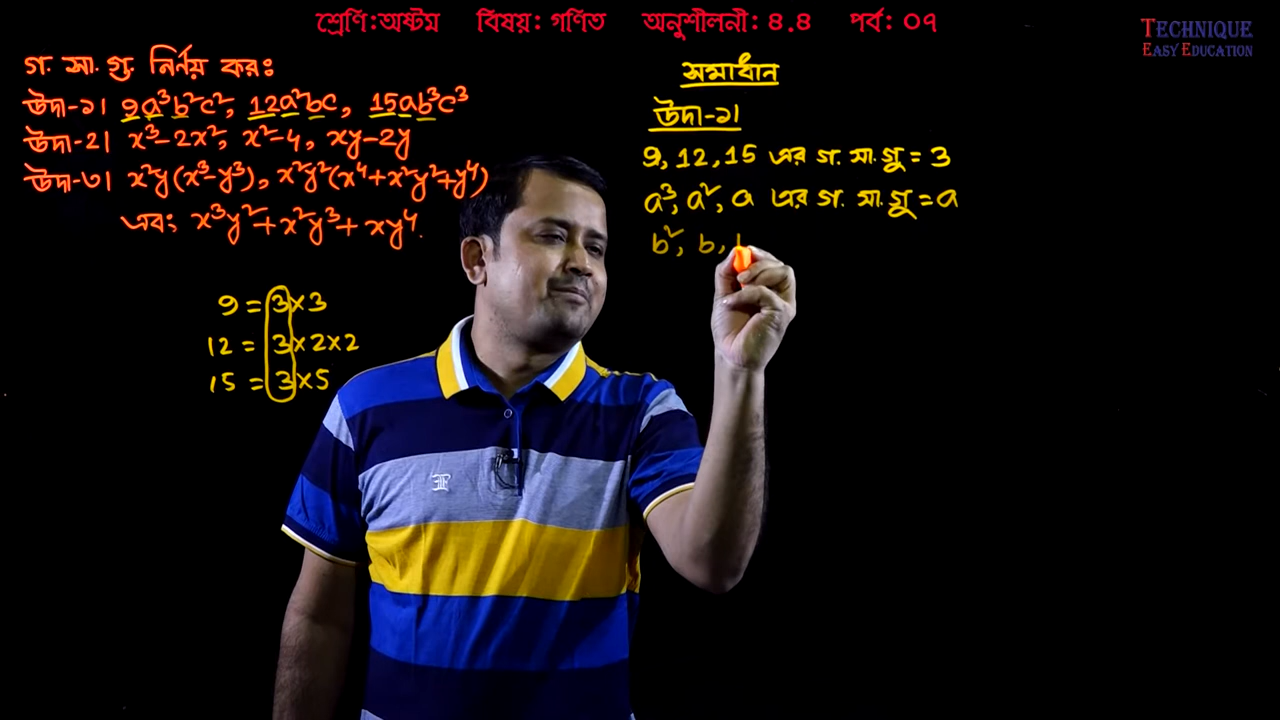 শ্রেণি:অষ্টম বিষয়: গণিত অনুশীলনী: ৪.৪ পর্ব: ০৭
TECHNIQUE
EASY EDUCATION
গ. সা. গু. নির্নয় করঃ
উদা-১। 9a³b²c², 12a²bc, 15ab³c³
উদা-2। x³-2x², x²-4, xy-2y
উদা-৩। x²y(x³-y³), x²y²(x⁴+x²y²+y⁴)
এবং x³y²+x²y³+xy⁴.
9 = 3×3
12 = 3×2×2
15 = 3×5
সমাধান
উদা-১।
9, 12, 15 এর গ. সা. গু = 3
a³, a², a এর গ. সা. গু = a
b², b,